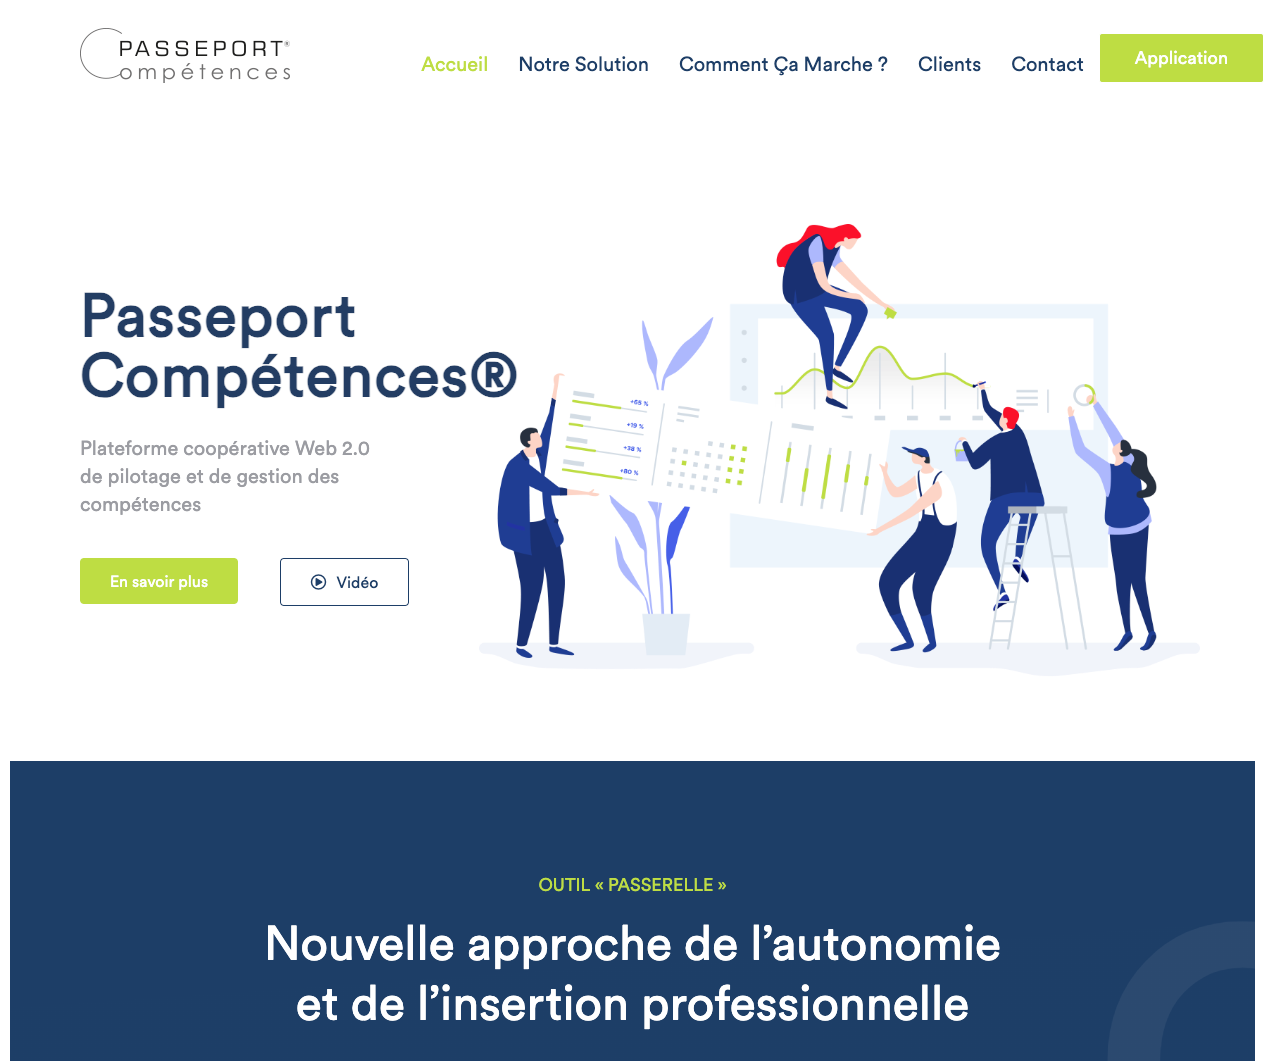 PASSEPORT®
ompétences
Accueil
Notre Solution
Comment Ça Marche ?
Clients
Contact
Application
Passeport
Compétences®
Plateforme coopérative Web 2.0
de pilotage et de gestion des
compétences
En savoir plus
Vidéo
+65 %
+19 %
+38 %
+80 %
OUTIL « PASSERELLE »
Nouvelle approche de l’autonomie
et de l’insertion professionnelle